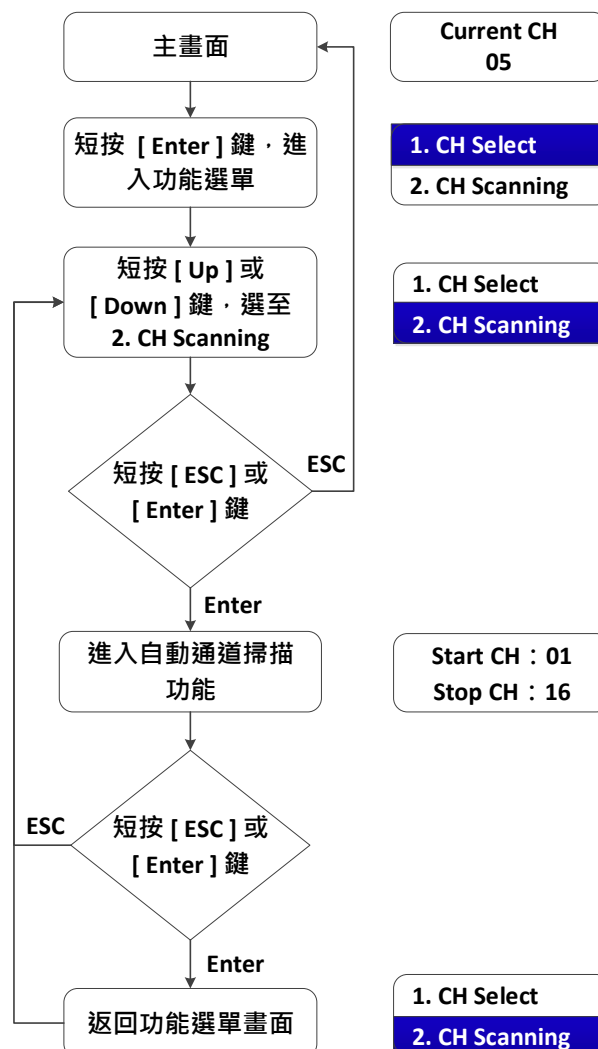 主畫面
Current CH
05
短按 [ Enter ] 鍵，進
入功能選單
1. CH Select
2. CH Scanning
短按 [ Up ] 或
[ Down ] 鍵，選至
2. CH Scanning
1. CH Select
2. CH Scanning
短按 [ ESC ] 或
[ Enter ] 鍵
ESC
Enter
進入自動通道掃描
功能
Start CH：01
Stop CH：16
ESC
短按 [ ESC ] 或
[ Enter ] 鍵
Enter
返回功能選單畫面
1. CH Select
2. CH Scanning